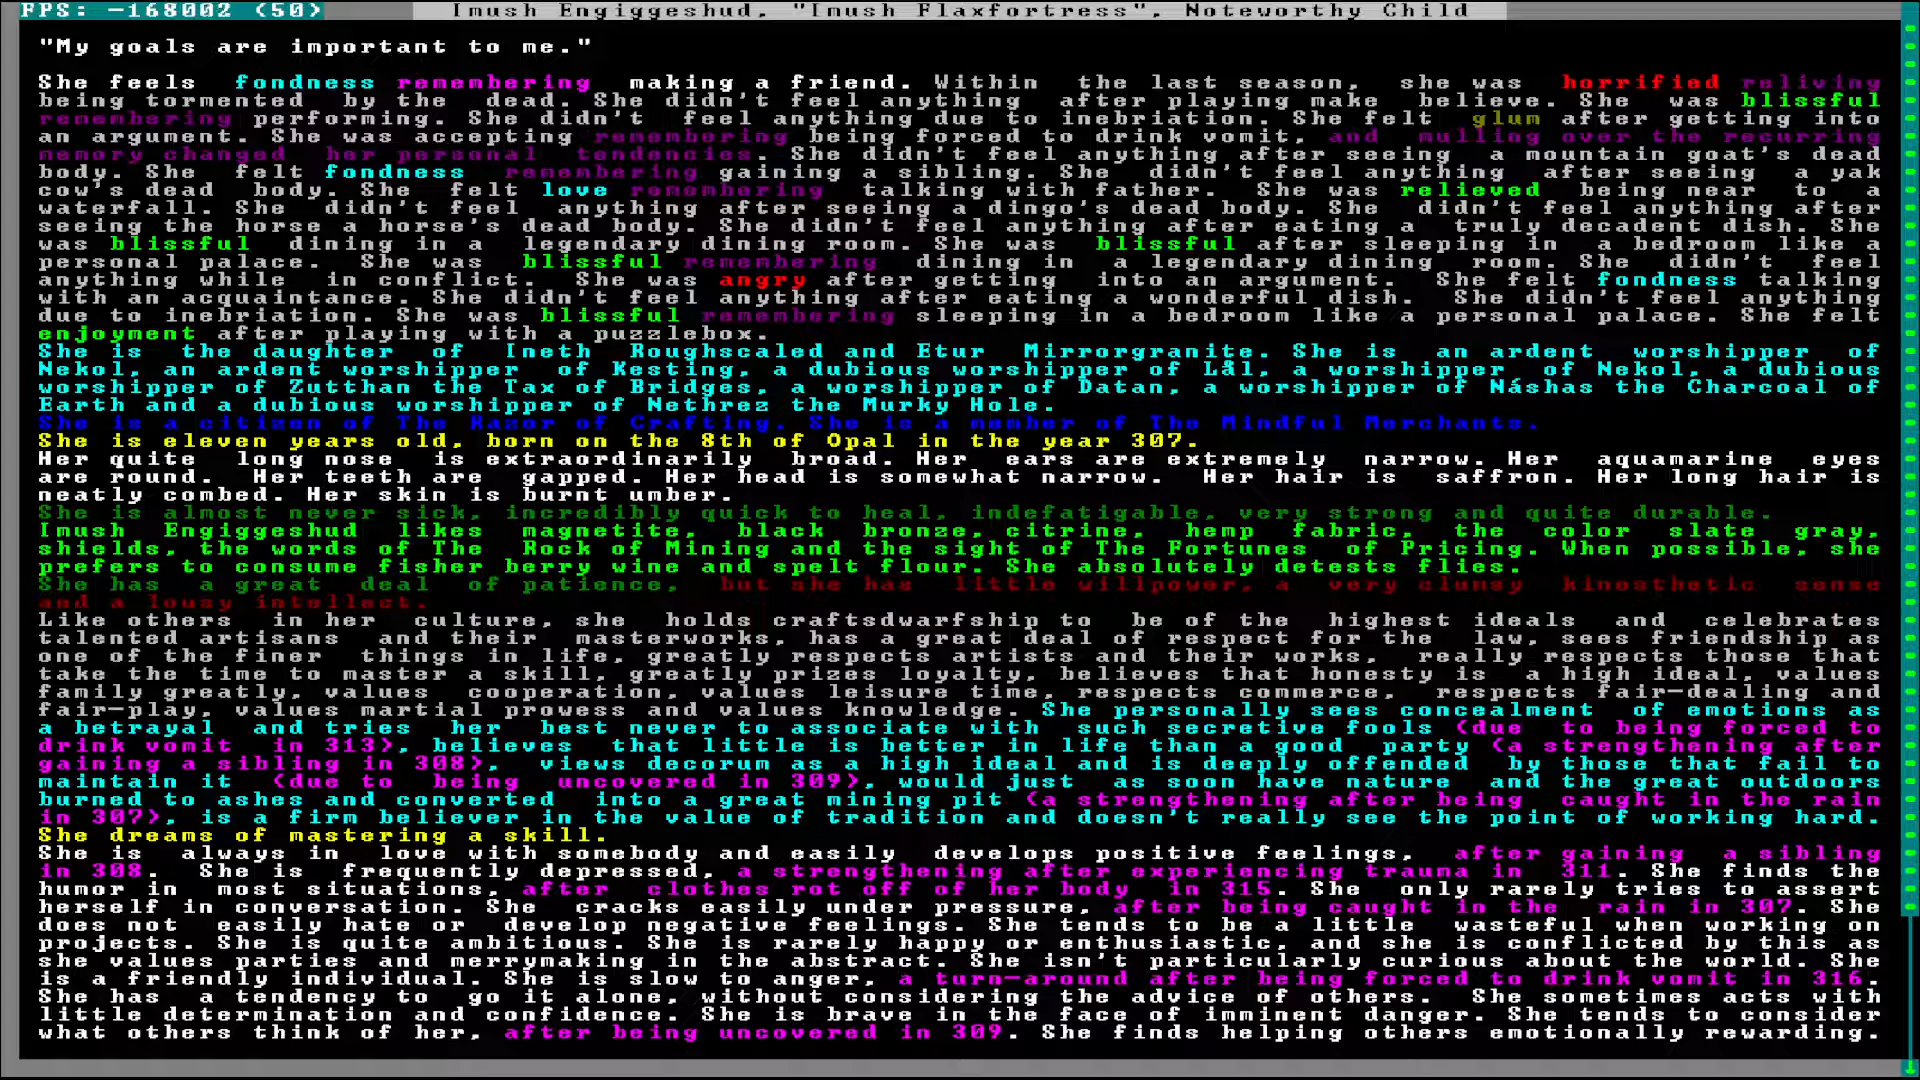 FPS: -168002 (50)
Imush Engiggeshud, "Imush Flaxfortress", Noteworthy Child
"My goals are important to me."
She feels fondness remembering making a friend. Within the last season, she was horrified reliving
being tormented by the dead. She didn't feel anything after playing make believe. She was blissful
remembering performing. She didn't feel anything due to inebriation. She felt glum after getting into
an argument. She was accepting remembering being forced to drink vomit, and mulling over the recurring
memory changed her personal tendencies. She didn't feel anything after seeing a mountain goat's dead
body. She felt fondness remembering gaining a sibling. She didn't feel anything after seeing a yak
cow's dead body. She felt love remembering talking with father. She was relieved being near to a
waterfall. She didn't feel anything after seeing a dingo's dead body. She didn't feel anything after
seeing the horse a horse's dead body. She didn't feel anything after eating a truly decadent dish. She
was blissful dining in a legendary dining room. She was blissful after sleeping in a bedroom like a
personal palace. She was blissful remembering dining in a legendary dining room. She didn't feel
anything while in conflict. She was angry after getting into an argument. She felt fondness talking
with an acquaintance. She didn't feel anything after eating a wonderful dish. She didn't feel anything
due to inebriation. She was blissful remembering sleeping in a bedroom like a personal palace. She felt
enjoyment after playing with a puzzlebox.
She is the daughter of Ineth Roughscaled and Etur Mirrorgranite. She is an ardent worshipper of
Nekol, an ardent worshipper of Kesting, a dubious worshipper of Lål, a worshipper of Nekol, a dubious
worshipper of Zutthan the Tax of Bridges, a worshipper of Datan, a worshipper of Náshas the Charcoal of
Earth and a dubious worshipper of Nethrez the Murky Hole.
She is a citizen of The Razor of Crafting. She is a member of The Mindful Merchants.
She is eleven years old, born on the 8th of Opal in the year 307.
Her quite long nose is extraordinarily broad. Her ears are extremely narrow. Her aquamarine eyes
are round. Her teeth are gapped. Her head is somewhat narrow. Her hair is saffron. Her long hair is
neatly combed. Her skin is burnt umber.
She is almost never sick, incredibly quick to heal, indefatigable, very strong and quite durable.
Imush Engiggeshud likes magnetite, black bronze, citrine, hemp fabric, the color slate gray,
shields, the words of The Rock of Mining and the sight of The Fortunes of Pricing. When possible, she
prefers to consume fisher berry wine and spelt flour. She absolutely detests flies.
She has a great deal of patience, but she has little willpower, a very clumsy kinesthetic sense
and a lousy intellect.
Like others in her culture, she holds craftsdwarfship to be of the highest ideals and celebrates
talented artisans and their masterworks, has a great deal of respect for the law, sees friendship as
one of the finer things in life, greatly respects artists and their works, really respects those that
take the time to master a skill, greatly prizes loyalty, believes that honesty is a high ideal, values
family greatly, values cooperation, values leisure time, respects commerce, respects fair-dealing and
fair-play, values martial prowess and values knowledge. She personally sees concealment of emotions as
a betrayal and tries her best never to associate with such secretive fools (due to being forced to
drink vomit in 313), believes that little is better in life than a good party (a strengthening after
gaining a sibling in 308), views decorum as a high ideal and is deeply offended by those that fail to
maintain it (due to being uncovered in 309), would just as soon have nature and the great outdoors
burned to ashes and converted into a great mining pit (a strengthening after being caught in the rain
in 307), is a firm believer in the value of tradition and doesn't really see the point of working hard.
She dreams of mastering a skill.
She is always in love with somebody and easily develops positive feelings, after gaining a sibling
in 308. She is frequently depressed, a strengthening after experiencing trauma in 311. She finds the
humor in most situations, after clothes rot off of her body in 315. She only rarely tries to assert
herself in conversation. She cracks easily under pressure, after being caught in the rain in 307. She
does not easily hate or develop negative feelings. She tends to be a little wasteful when working on
projects. She is quite ambitious. She is rarely happy or enthusiastic, and she is conflicted by this as
she values parties and merrymaking in the abstract. She isn't particularly curious about the world. She
is a friendly individual. She is slow to anger, a turn-around after being forced to drink vomit in 316.
She has a tendency to go it alone, without considering the advice of others. She sometimes acts with
little determination and confidence. She is brave in the face of imminent danger. She tends to consider
what others think of her, after being uncovered in 309. She finds helping others emotionally rewarding.